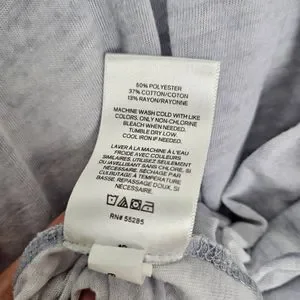 50% POLYESTER
37% COTTON/COTON
13% RAYON/RAYONNE
MACHINE WASH COLD WITH LIKE
COLORS. ONLY NON-CHLORINE
BLEACH WHEN NEEDED.
TUMBLE DRY LOW.
COOL IRON IF NEEDED.
LAVER À LA MACHINE À L'EAU
FROIDE AVEC COULEURS
SIMILAIRES. UTILISEZ SEULEMENT
DU JAVELLISANT SANS CHLORE, SI
NÉCESSAIRE. SÉCHAGE PAR
À TEMPÉRATURE
BASSE. REPASSAGE DOUX, SI
NÉCESSAIRE.
RN# 55285